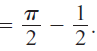 = π/2 − 1/2.